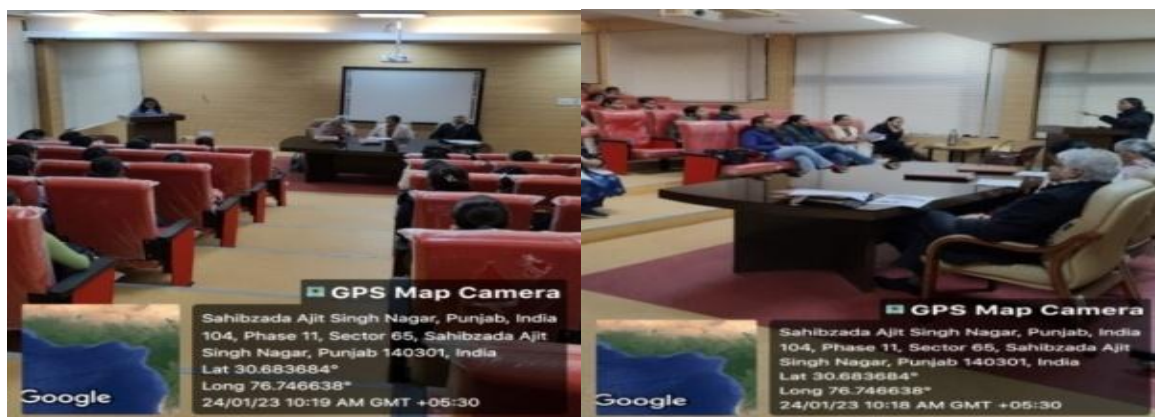 GPS Map Camera
Sahibzada Ajit Singh Nagar, Punjab, India
104, Phase 11, Sector 65, Sahibzada Ajit
Singh Nagar, Punjab 140301, India
Lat 30.683684°
Long 76.746638°
24/01/23 10:19 AM GMT +05:30
Google
GPS Map Camera
Sahibzada Ajit Singh Nagar, Punjab, India
104, Phase 11, Sector 65, Sahibzada Ajit
Singh Nagar, Punjab 140301, India
Lat 30.683684°
Long 76.746638°
24/01/23 10:18 AM GMT +05:30
Google